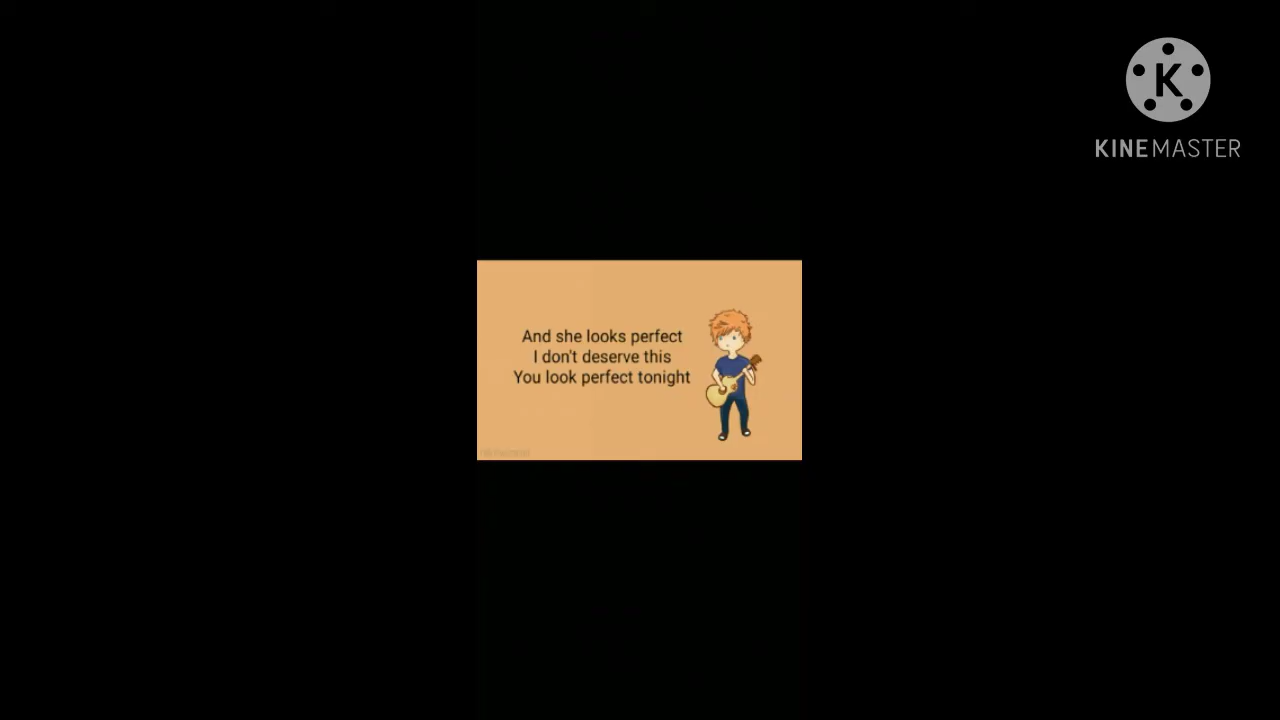 K
KINEMASTER
And she looks perfect
I don't deserve this
You look perfect tonight